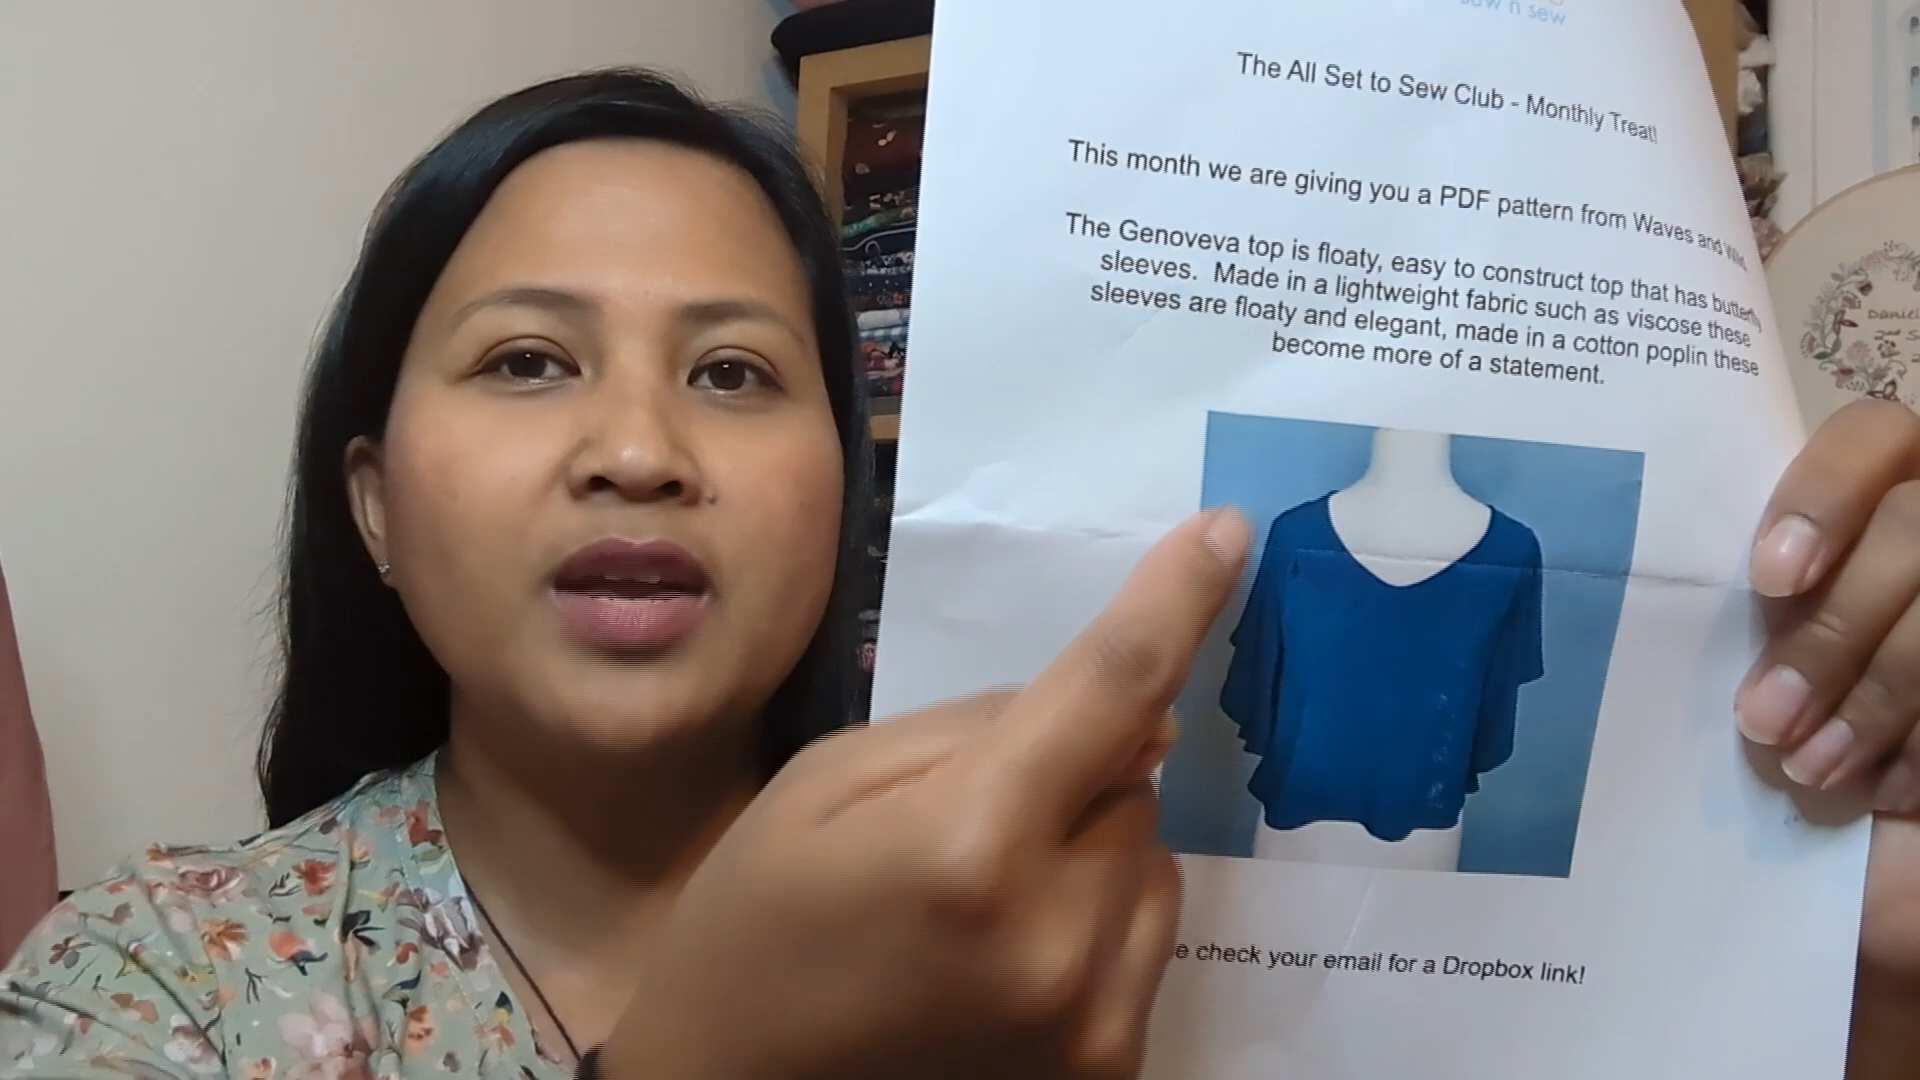 n sew
The All Set to Sew Club - Monthly Treat!
This month we are giving you a PDF pattern from Waves and Wild
The Genoveva top is floaty, easy to construct top that has butterfly
sleeves. Made in a lightweight fabric such as viscose these
sleeves are floaty and elegant, made in a cotton poplin these
become more of a statement.
check your email for a Dropbox link!